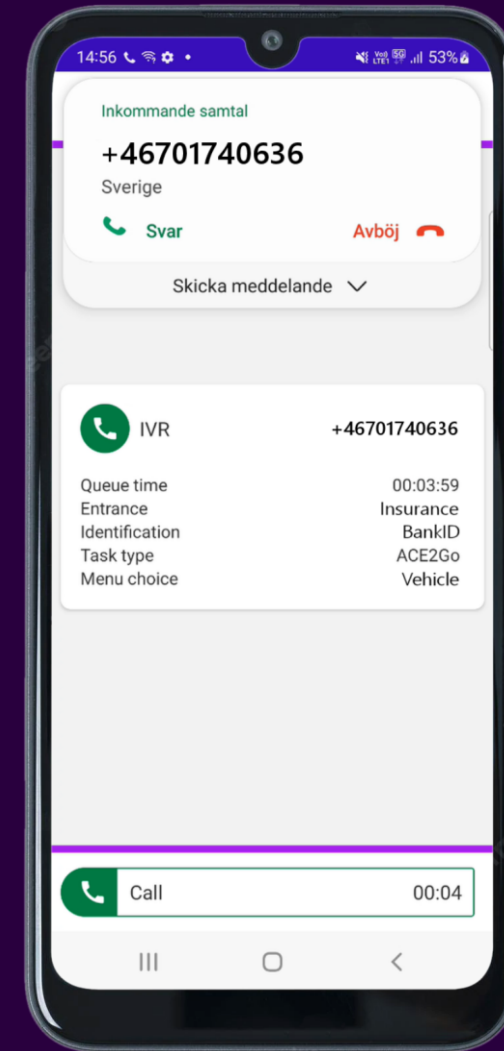 14:56 53%
Inkommande samtal
+46701740636
Sverige
Svar Avböj
Skicka meddelande
IVR +46701740636
Queue time 00:03:59
Entrance Insurance
Identification BankID
Task type ACE2Go
Menu choice Vehicle
Call 00:04